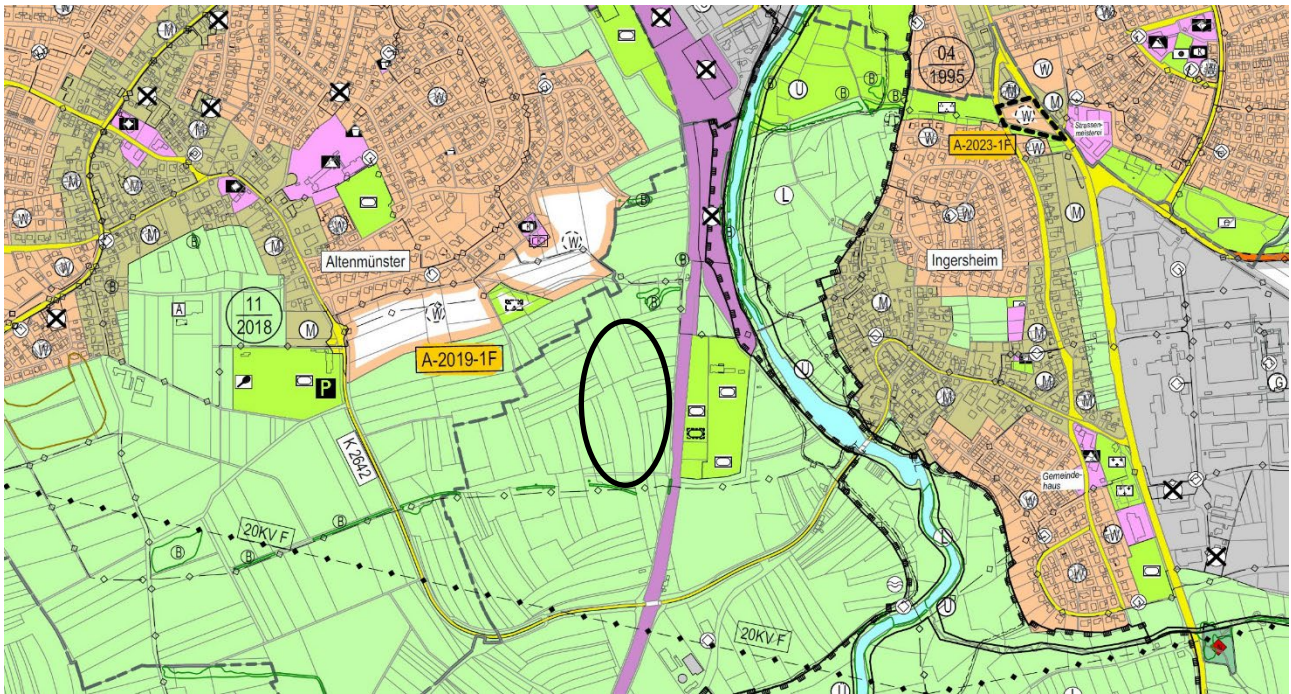 04
1995
W
M
M
W
Strassen-
meisterei
A-2023-1F
U
L
Altenmünster
Ingersheim
A
11
2018
M
W
W
A-2019-1F
P
K 2642
Gemeinde-
haus
G
B
20KV F
20KV F
U
L
U